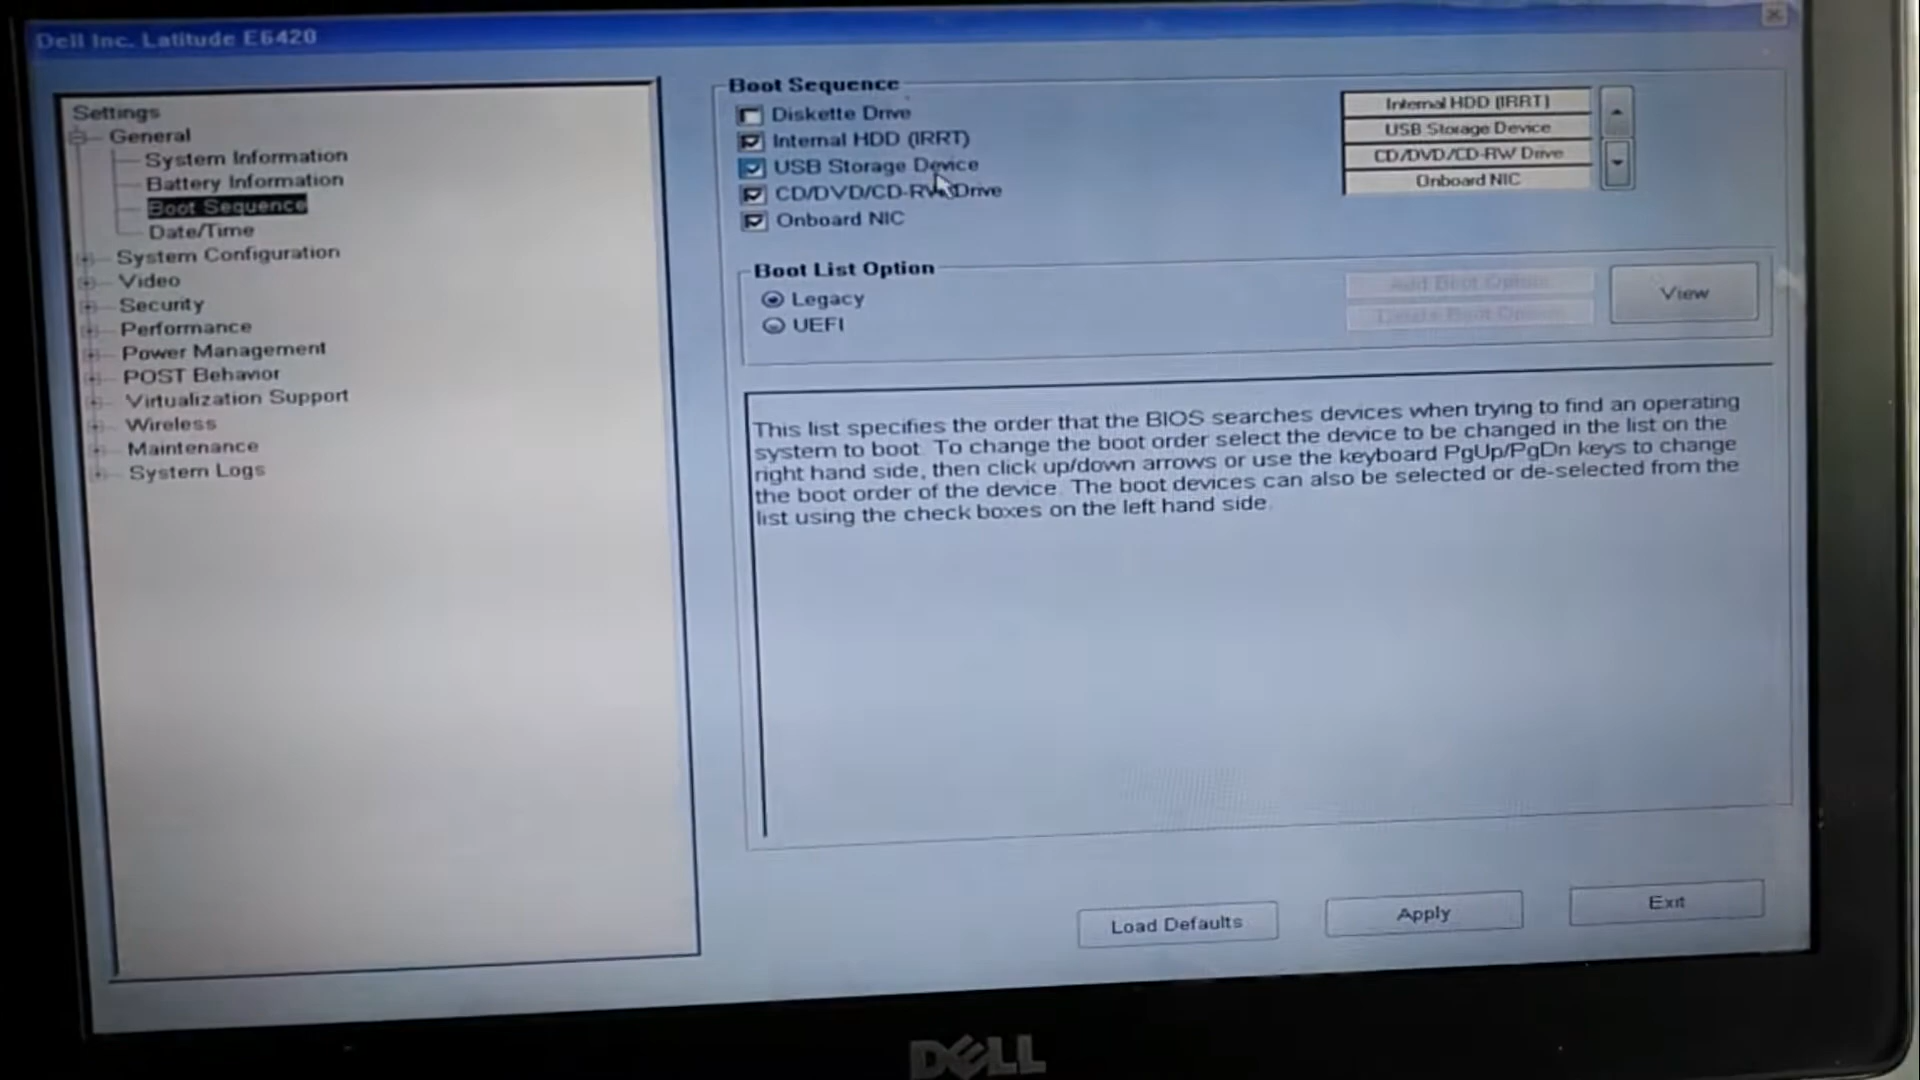 Dell Inc. Latitude E6420
Settings
General
System Information
Battery Information
Boot Sequence
Date/Time
System Configuration
Video
Security
Performance
Power Management
POST Behavior
Virtualization Support
Wireless
Maintenance
System Logs
Boot Sequence
Diskette Drive
Internal HDD (IRRT)
USB Storage Device
CD/DVD/CD-RW Drive
Onboard NIC
Internal HDD (IRRT)
USB Storage Device
CD/DVD/CD-RW Drive
Onboard NIC
Boot List Option
Legacy
UEFI
Add Boot Option
Delete Boot Option
View
This list specifies the order that the BIOS searches devices when trying to find an operating
system to boot. To change the boot order select the device to be changed in the list on the
right hand side, then click up/down arrows or use the keyboard PgUp/PgDn keys to change
the boot order of the device. The boot devices can also be selected or de-selected from the
list using the check boxes on the left hand side.
Load Defaults
Apply
Exit
DELL